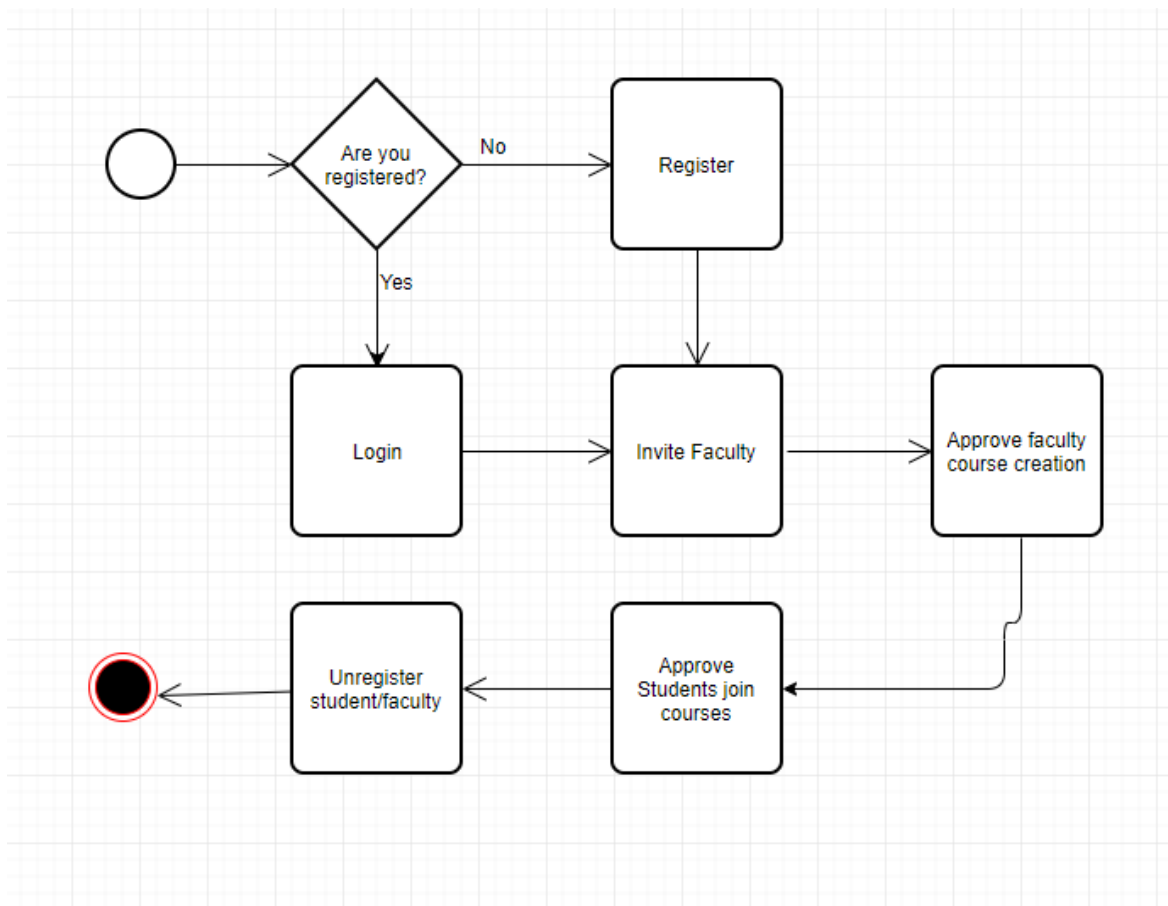 Are you
registered?
No
Register
Yes
Login
Invite Faculty
Approve faculty
course creation
Unregister
student/faculty
Approve
Students join
courses